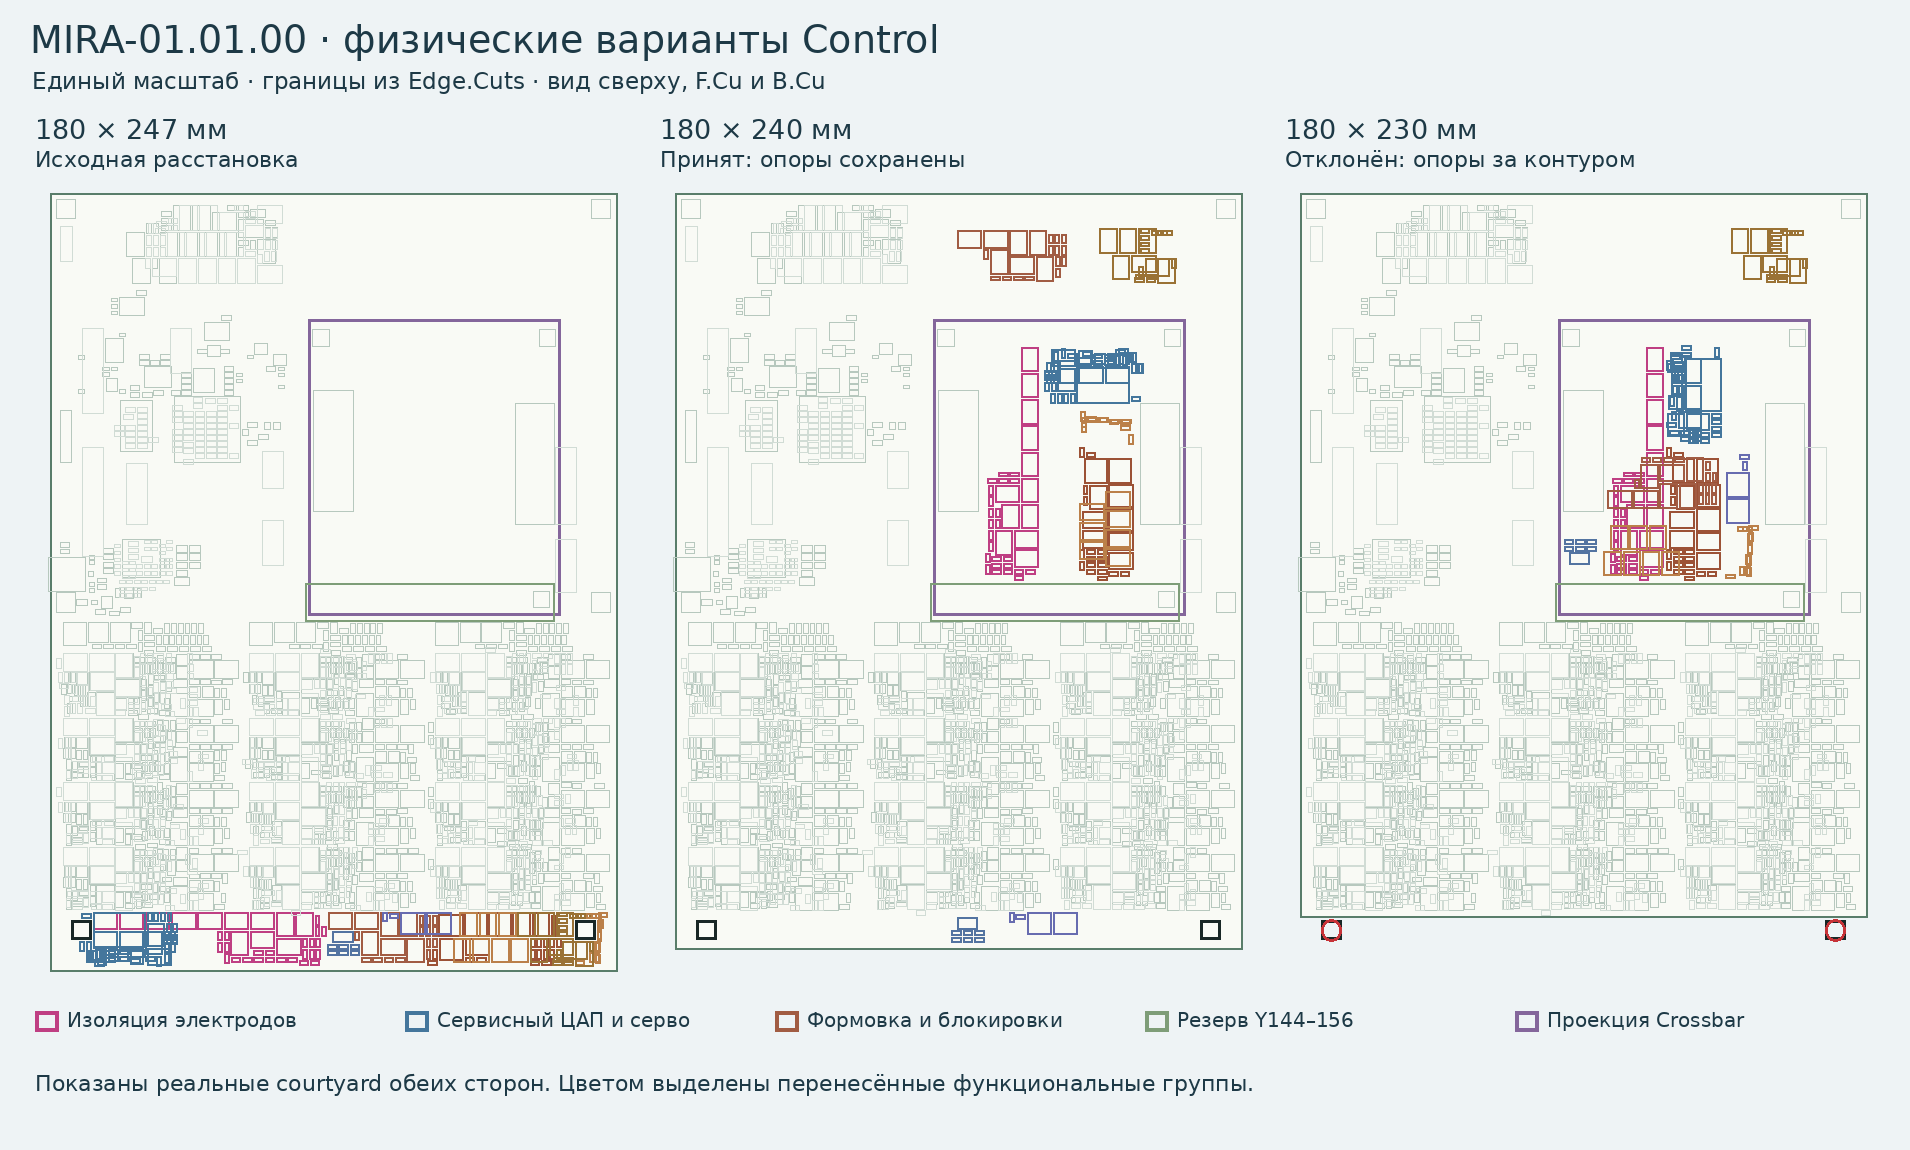 MIRA-01.01.00 · физические варианты Control
Единый масштаб · границы из Edge.Cuts · вид сверху, F.Cu и B.Cu
180 × 247 мм
Исходная расстановка
180 × 240 мм
Принят: опоры сохранены
180 × 230 мм
Отклонён: опоры за контуром
Изоляция электродов
Сервисный ЦАП и серво
Формовка и блокировки
Резерв Y144–156
Проекция Crossbar
Показаны реальные courtyard обеих сторон. Цветом выделены перенесённые функциональные группы.